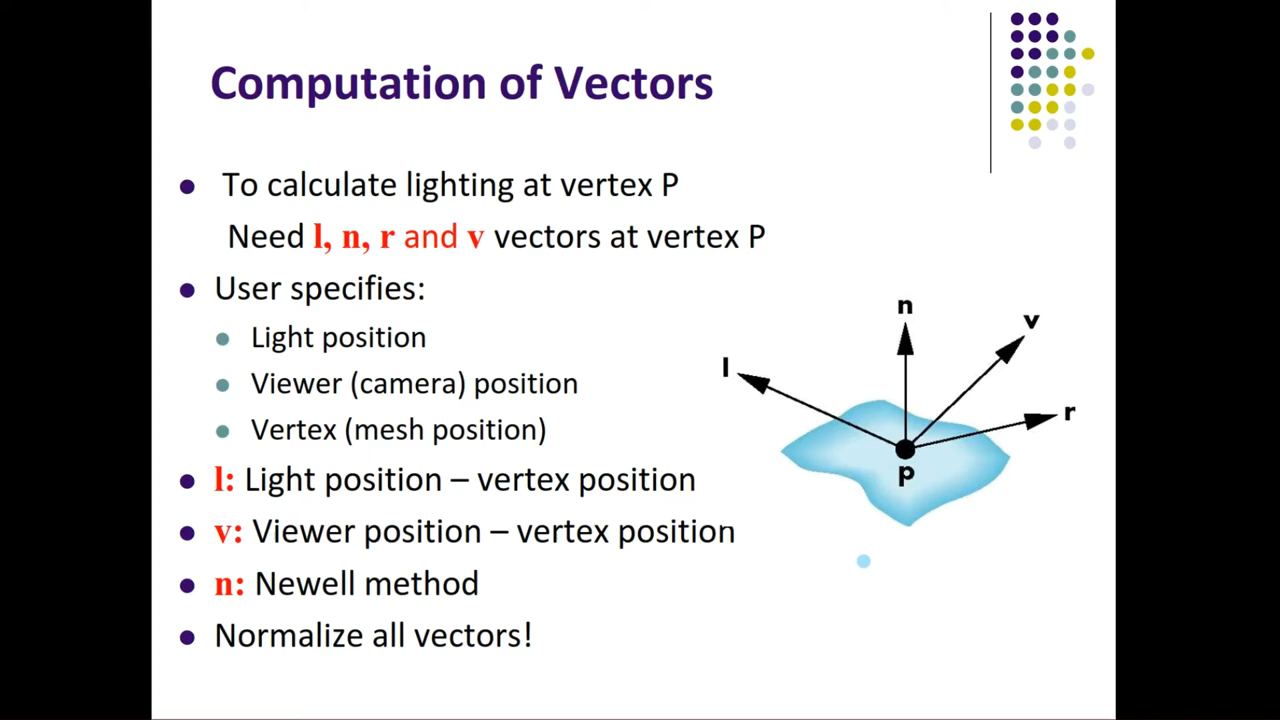 Computation of Vectors
To calculate lighting at vertex P
Need l, n, r and v vectors at vertex P
User specifies:
Light position
Viewer (camera) position
Vertex (mesh position)
l: Light position – vertex position
v: Viewer position – vertex position
n: Newell method
Normalize all vectors!
n
v
l
r
p